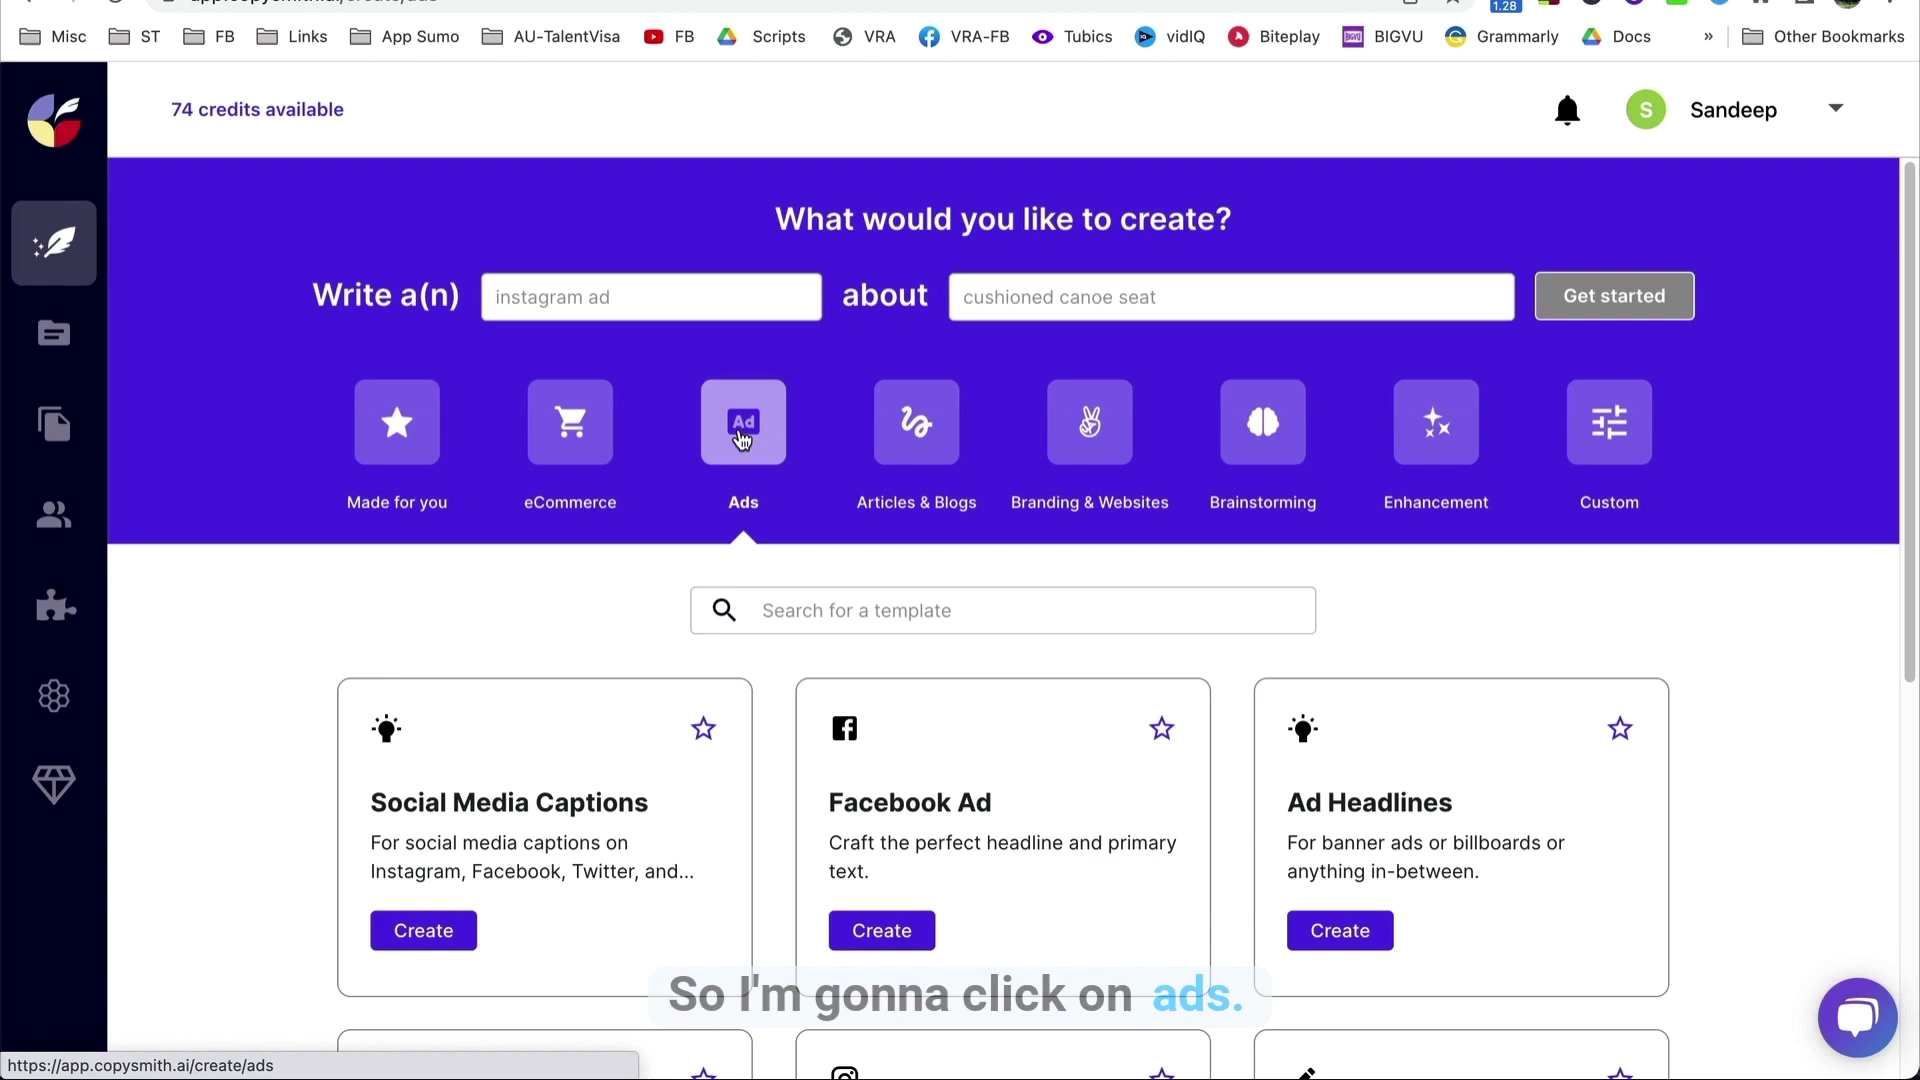 1.28
Misc ST FB Links App Sumo AU-TalentVisa FB Scripts VRA VRA-FB Tubics vidIQ Biteplay BIGVU Grammarly Docs » Other Bookmarks
74 credits available
S Sandeep
What would you like to create?
Write a(n) instagram ad about cushioned canoe seat Get started
Ad
Made for you eCommerce Ads Articles & Blogs Branding & Websites Brainstorming Enhancement Custom
Search for a template
Social Media Captions
For social media captions on
Instagram, Facebook, Twitter, and...
Create
Facebook Ad
Craft the perfect headline and primary
text.
Create
Ad Headlines
For banner ads or billboards or
anything in-between.
Create
So I'm gonna click on ads.
https://app.copysmith.ai/create/ads